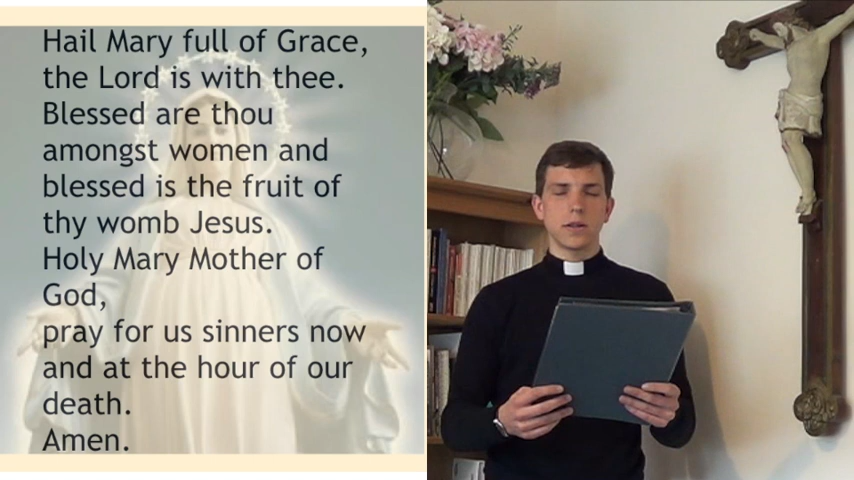 Hail Mary full of Grace,
the Lord is with thee.
Blessed are thou
amongst women and
blessed is the fruit of
thy womb Jesus.
Holy Mary Mother of
God,
pray for us sinners now
and at the hour of our
death.
Amen.